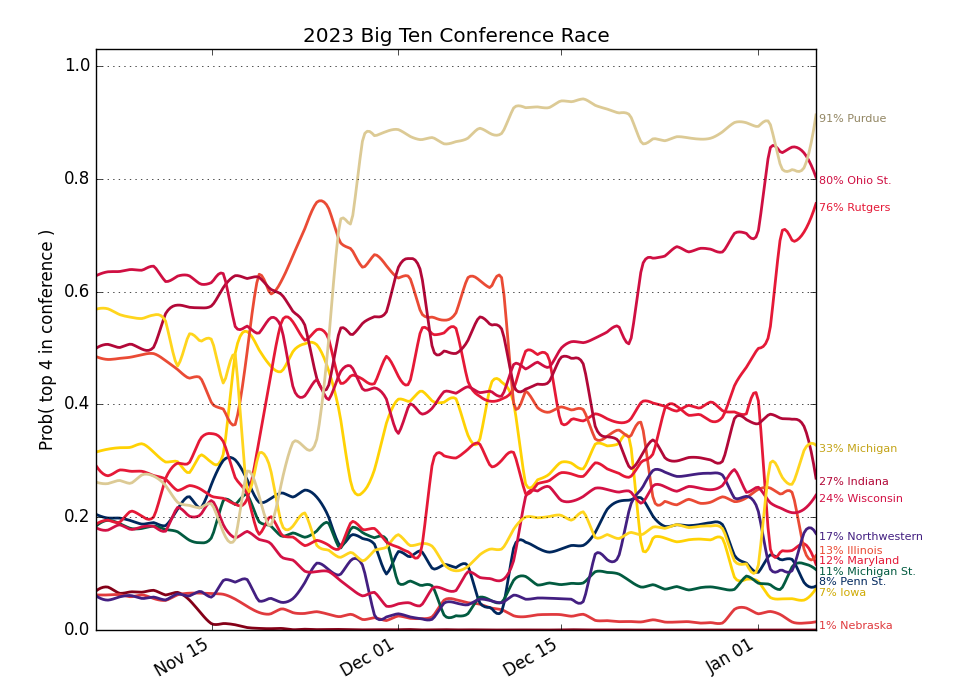 2023 Big Ten Conference Race
Prob( top 4 in conference )
1.0
0.8
0.6
0.4
0.2
0.0
Nov 15
Dec 01
Dec 15
Jan 01
91% Purdue
80% Ohio St.
76% Rutgers
33% Michigan
27% Indiana
24% Wisconsin
17% Northwestern
13% Illinois
12% Maryland
11% Michigan St.
8% Penn St.
7% Iowa
1% Nebraska